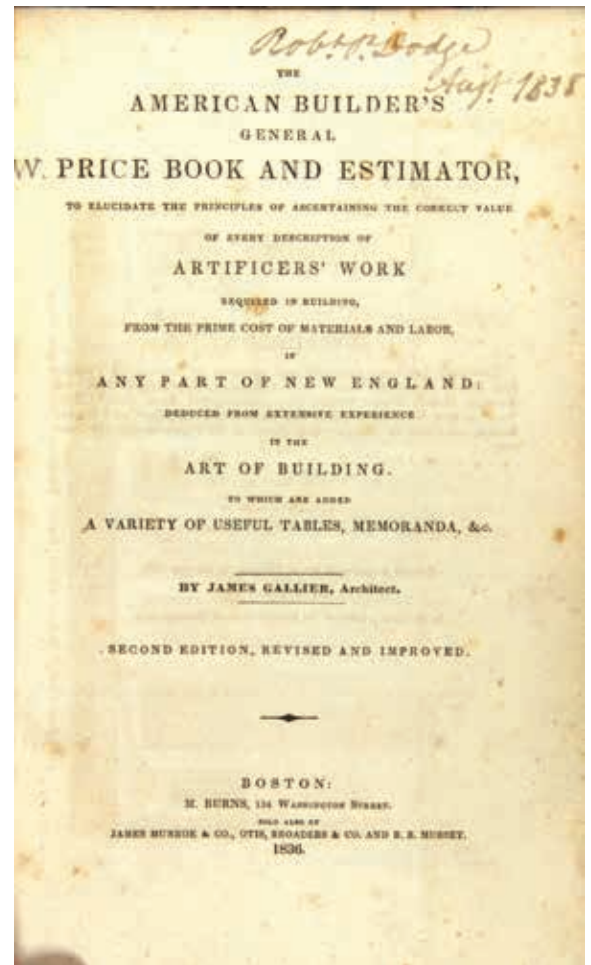 Robt. P. Dodge
Augt. 1838
THE
AMERICAN BUILDER'S
GENERAL
W. PRICE BOOK AND ESTIMATOR,
TO ELUCIDATE THE PRINCIPLES OF ASCERTAINING THE CORRECT VALUE
OF EVERY DESCRIPTION OF
ARTIFICERS' WORK
REQUIRED IN BUILDING,
FROM THE PRIME COST OF MATERIALS AND LABOR,
IN
ANY PART OF NEW ENGLAND:
DEDUCED FROM EXTENSIVE EXPERIENCE
IN THE
ART OF BUILDING.
TO WHICH ARE ADDED
A VARIETY OF USEFUL TABLES, MEMORANDA, &c.
BY JAMES GALLIER, Architect.
SECOND EDITION, REVISED AND IMPROVED.
BOSTON:
M. BURNS, 134 WASHINGTON STREET.
SOLD ALSO BY
JAMES MUNROE & CO., OTIS, BROADERS & CO. AND B. B. MUSSEY.
1836.